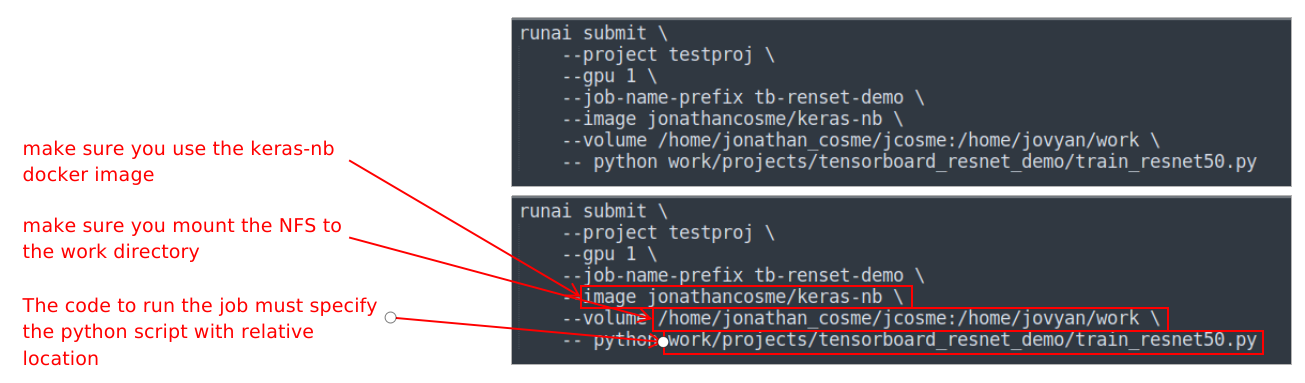 runai submit \
--project testproj \
--gpu 1 \
--job-name-prefix tb-renset-demo \
--image jonathancosme/keras-nb \
--volume /home/jonathan_cosme/jcosme:/home/jovyan/work \
-- python work/projects/tensorboard_resnet_demo/train_resnet50.py
make sure you use the keras-nb
docker image
make sure you mount the NFS to
the work directory
The code to run the job must specify
the python script with relative
location
runai submit \
--project testproj \
--gpu 1 \
--job-name-prefix tb-renset-demo \
--image jonathancosme/keras-nb \
--volume /home/jonathan_cosme/jcosme:/home/jovyan/work \
-- python work/projects/tensorboard_resnet_demo/train_resnet50.py